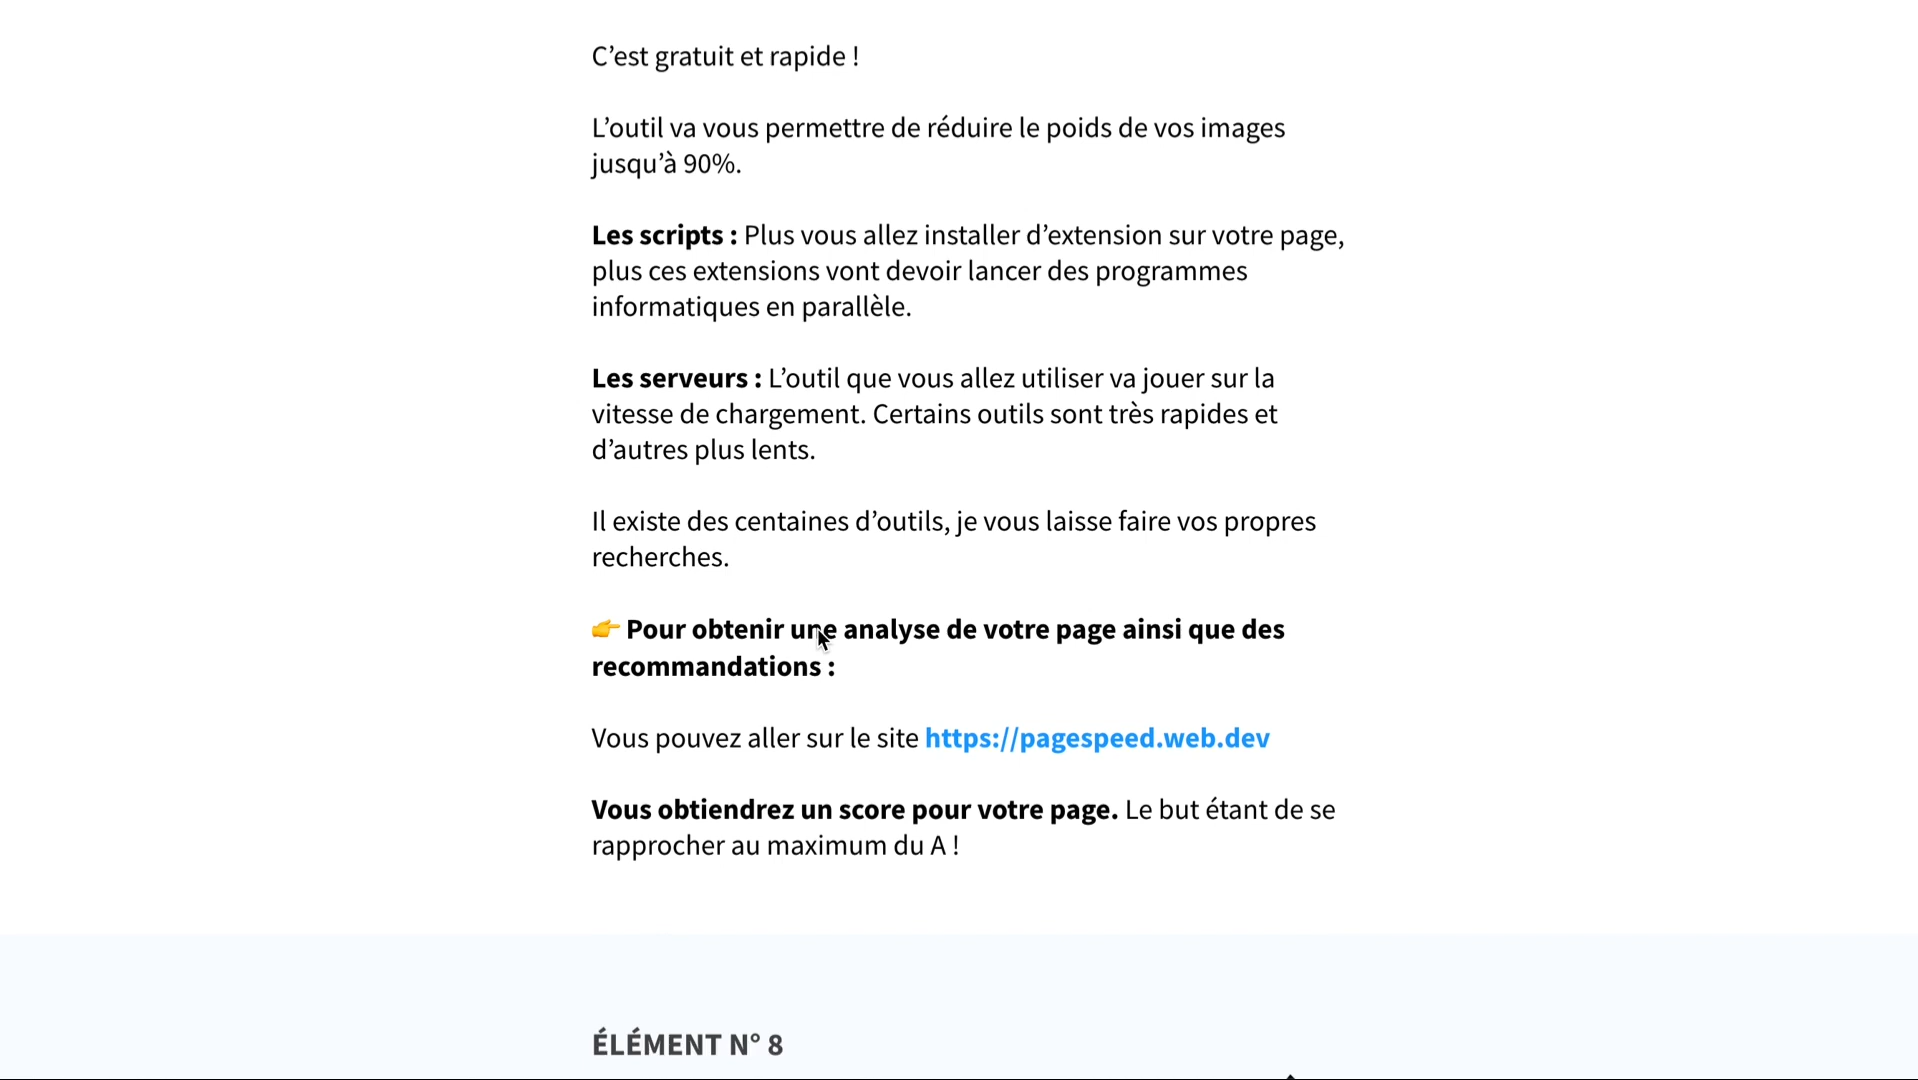 C’est gratuit et rapide !
L’outil va vous permettre de réduire le poids de vos images
jusqu’à 90%.
Les scripts : Plus vous allez installer d’extension sur votre page,
plus ces extensions vont devoir lancer des programmes
informatiques en parallèle.
Les serveurs : L’outil que vous allez utiliser va jouer sur la
vitesse de chargement. Certains outils sont très rapides et
d’autres plus lents.
Il existe des centaines d’outils, je vous laisse faire vos propres
recherches.
👉 Pour obtenir une analyse de votre page ainsi que des
recommandations :
Vous pouvez aller sur le site https://pagespeed.web.dev
Vous obtiendrez un score pour votre page. Le but étant de se
rapprocher au maximum du A !
ÉLÉMENT N° 8